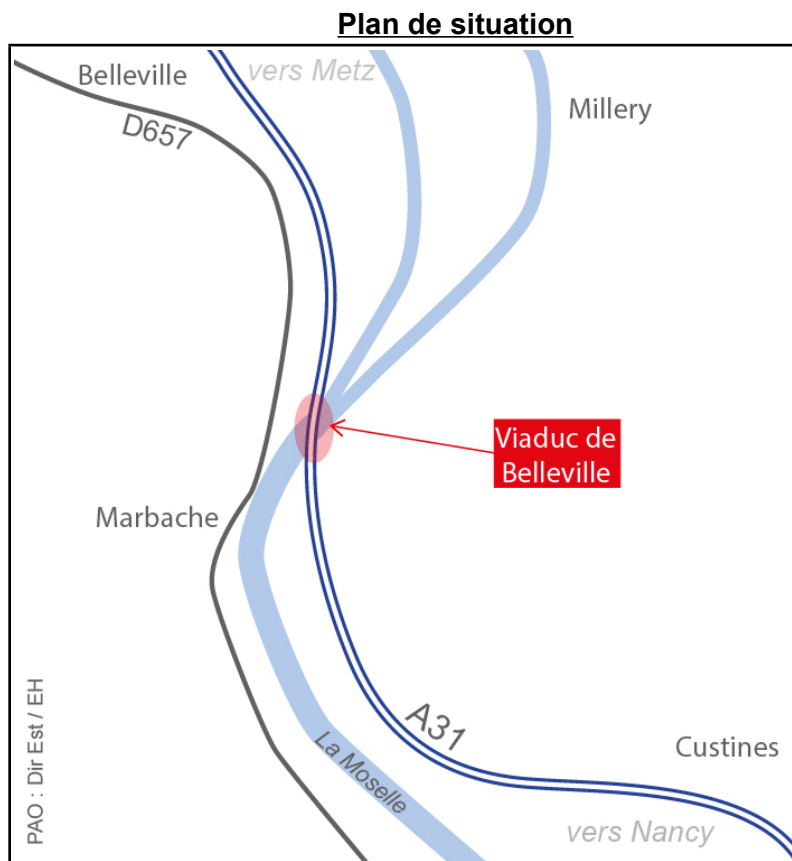 Plan de situation
Belleville
vers Metz
Millery
D657
Viaduc de
Belleville
Marbache
A31
La Moselle
Custines
vers Nancy
PAO : Dir Est / EH